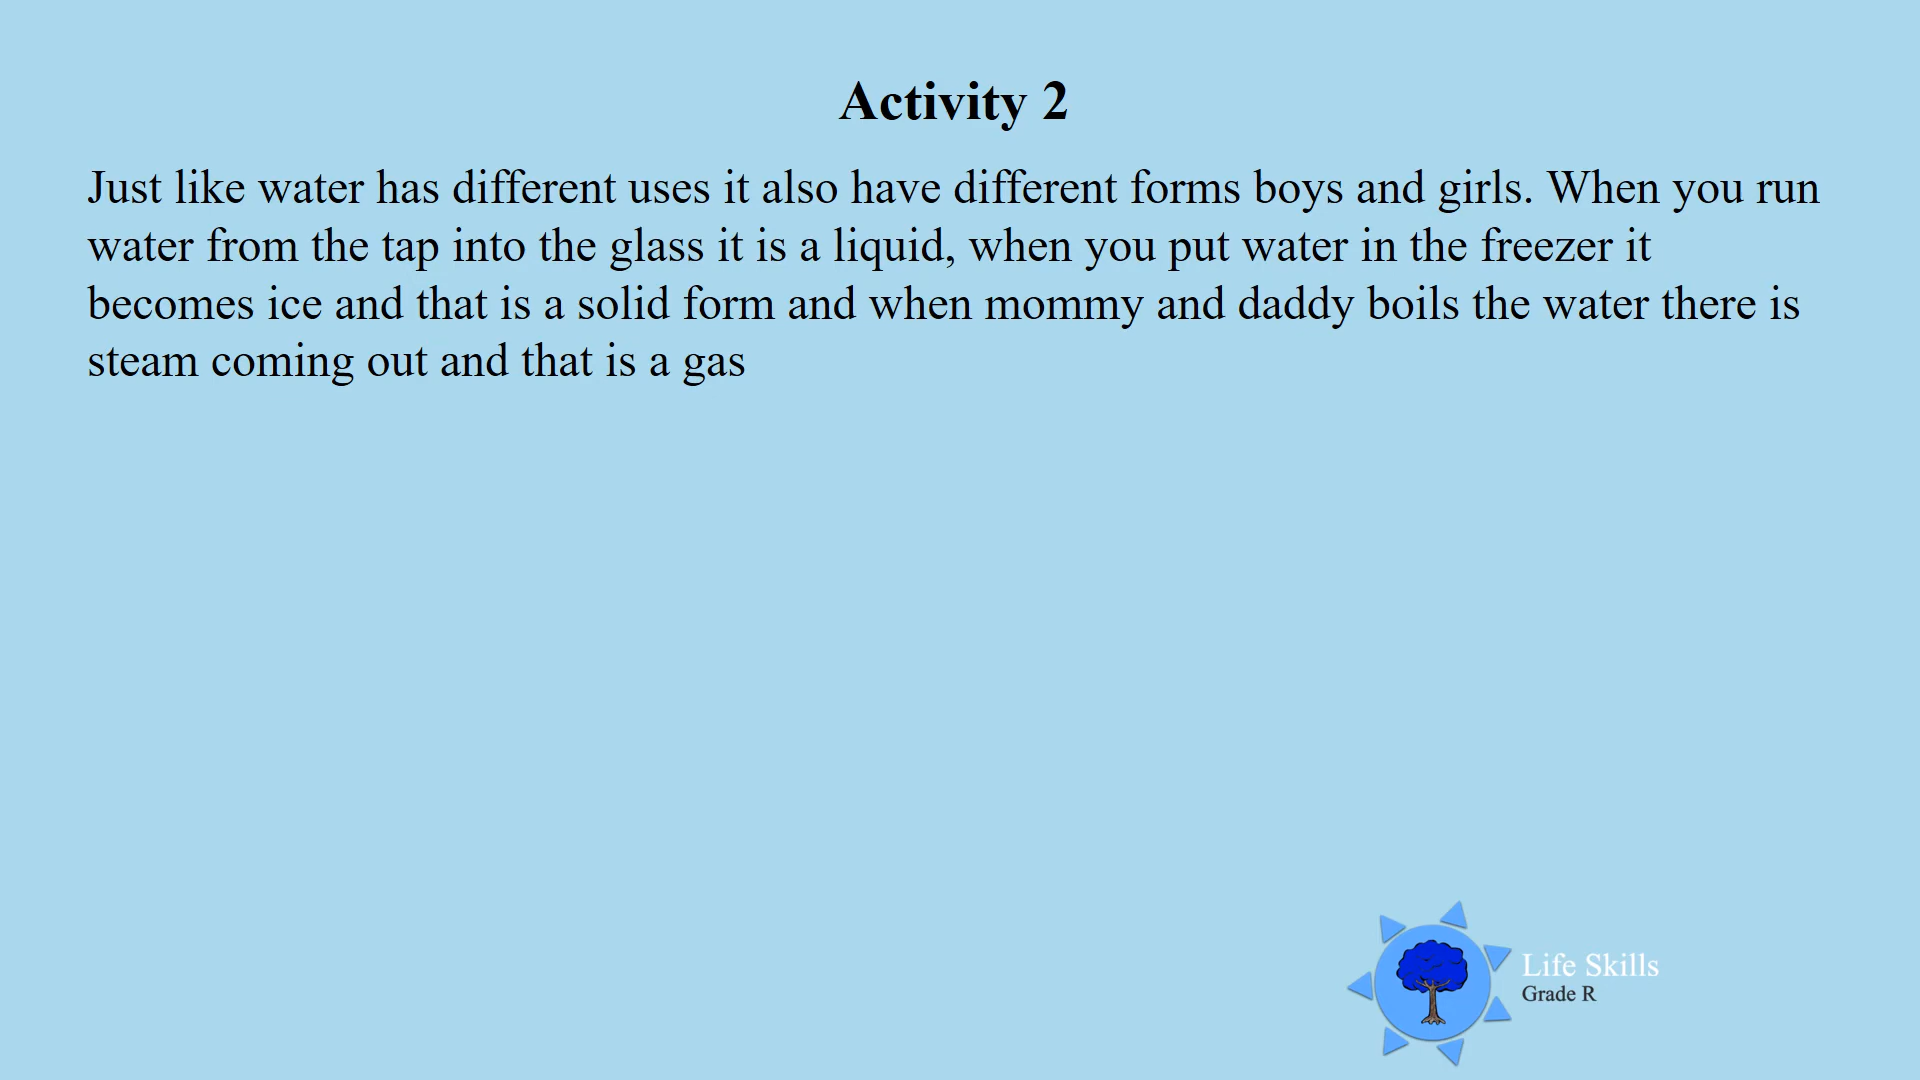 Activity 2
Just like water has different uses it also have different forms boys and girls. When you run
water from the tap into the glass it is a liquid, when you put water in the freezer it
becomes ice and that is a solid form and when mommy and daddy boils the water there is
steam coming out and that is a gas
Life Skills
Grade R